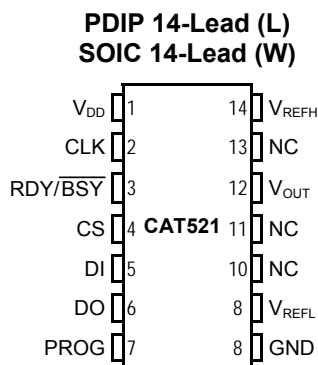 PDIP 14-Lead (L)
SOIC 14-Lead (W)
VDD 1 14 VREFH
CLK 2 13 NC
RDY/BSY 3 12 VOUT
CS 4 CAT521 11 NC
DI 5 10 NC
DO 6 8 VREFL
PROG 7 8 GND